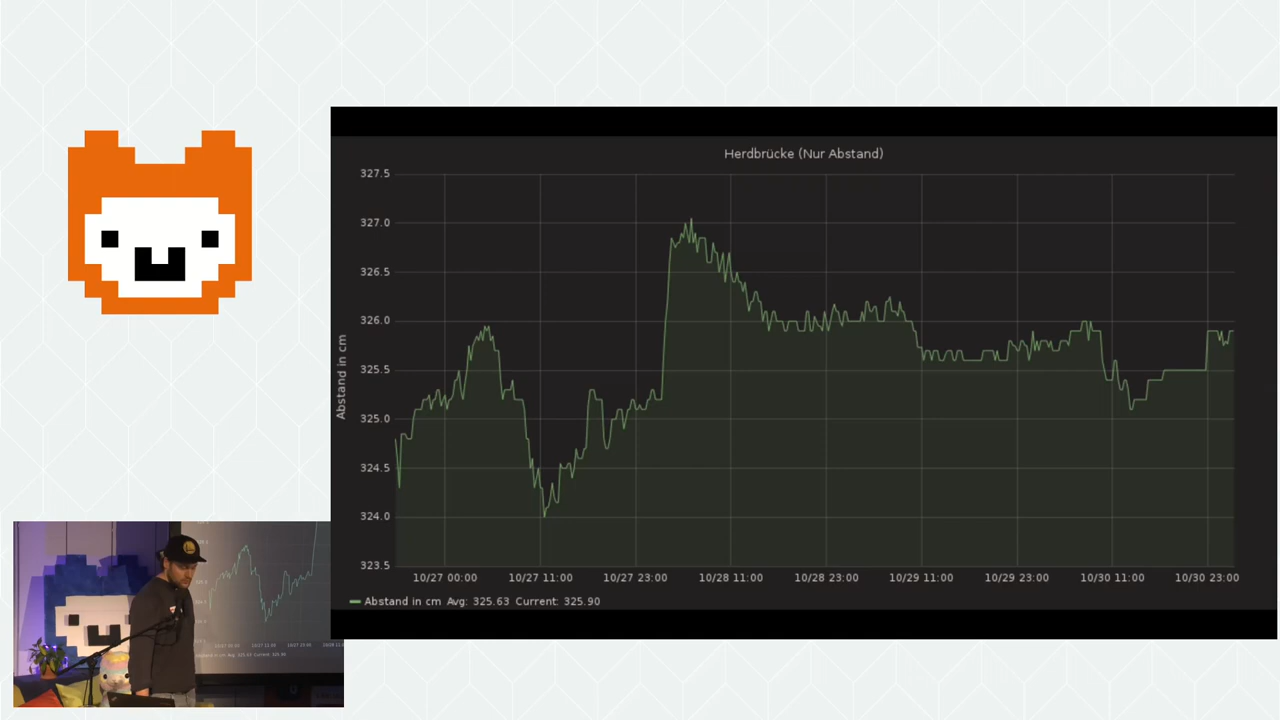 Herdbrücke (Nur Abstand)
327.5
327.0
326.5
326.0
325.5
325.0
324.5
324.0
323.5
Abstand in cm
10/27 00:00 10/27 11:00 10/27 23:00 10/28 11:00 10/28 23:00 10/29 11:00 10/29 23:00 10/30 11:00 10/30 23:00
Abstand in cm Avg: 325.63 Current: 325.90